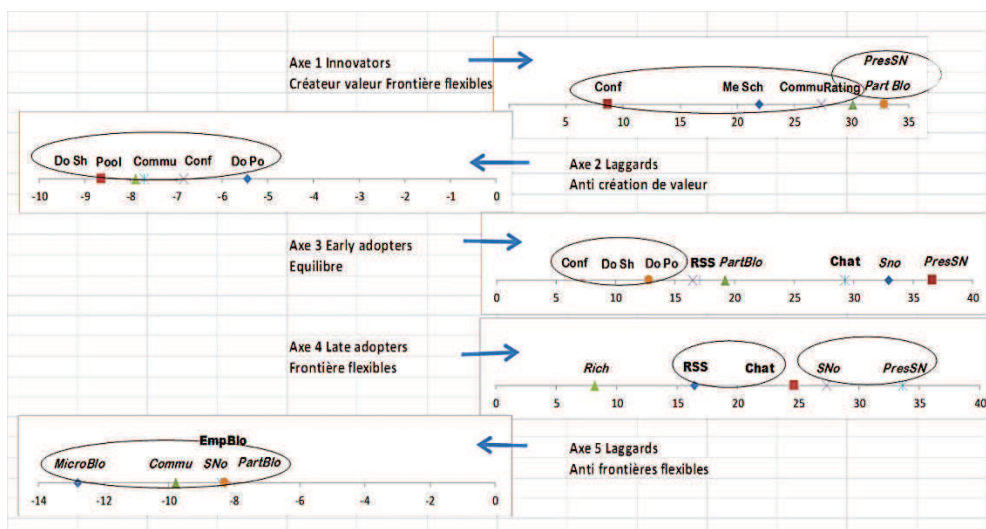 Axe 1 Innovators
Créateur valeur Frontière flexibles
PresSN
Conf Me Sch CommuRating Part Blo
5 10 15 20 25 30 35
Do Sh Pool Commu Conf Do Po
-10 -9 -8 -7 -6 -5 -4 -3 -2 -1 0
Axe 2 Laggards
Anti création de valeur
Axe 3 Early adopters
Equilibre
Conf Do Sh Do Po RSS PartBlo Chat Sno PresSN
0 5 10 15 20 25 30 35 40
Axe 4 Late adopters
Frontière flexibles
Rich RSS Chat SNo PresSN
0 5 10 15 20 25 30 35 40
EmpBlo
MicroBlo Commu SNo PartBlo
-14 -12 -10 -8 -6 -4 -2 0
Axe 5 Laggards
Anti frontières flexibles